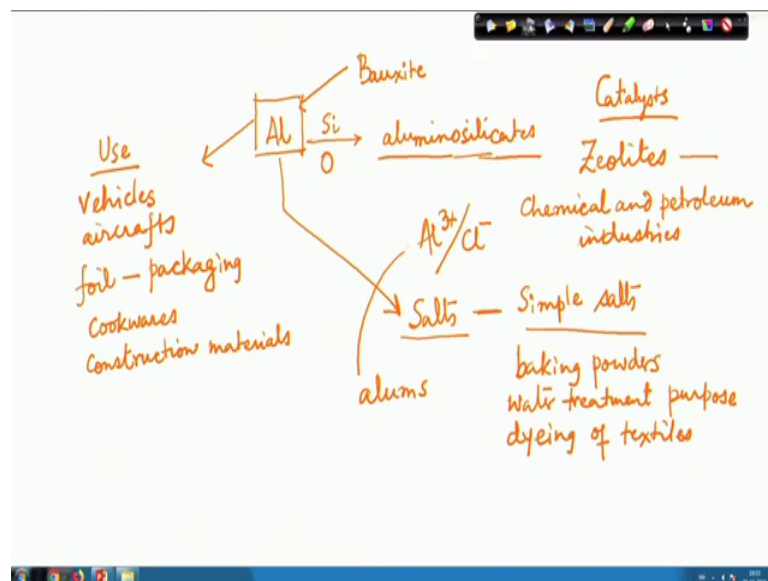 Bauxite
Al
Si
O
aluminosilicates
Catalysts
Zeolites —
Chemical and petroleum
industries
Use
vehicles
aircrafts
foil — packaging
cookwares
construction materials
Al³⁺/Cl⁻
Salts — Simple salts
alums
baking powders
water treatment purpose
dyeing of textiles